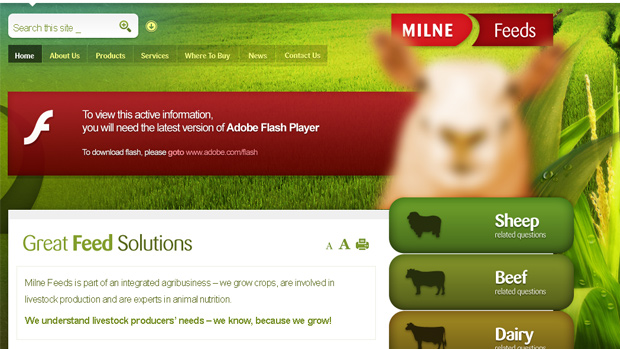 Search this site _
MILNE Feeds
Home About Us Products Services Where To Buy News Contact Us
To view this active information,
you will need the latest version of Adobe Flash Player
To download flash, please goto www.adobe.com/flash
Great Feed Solutions
A A
Milne Feeds is part of an integrated agribusiness – we grow crops, are involved in
livestock production and are experts in animal nutrition.
We understand livestock producers' needs – we know, because we grow!
Sheep
related questions
Beef
related questions
Dairy
related questions